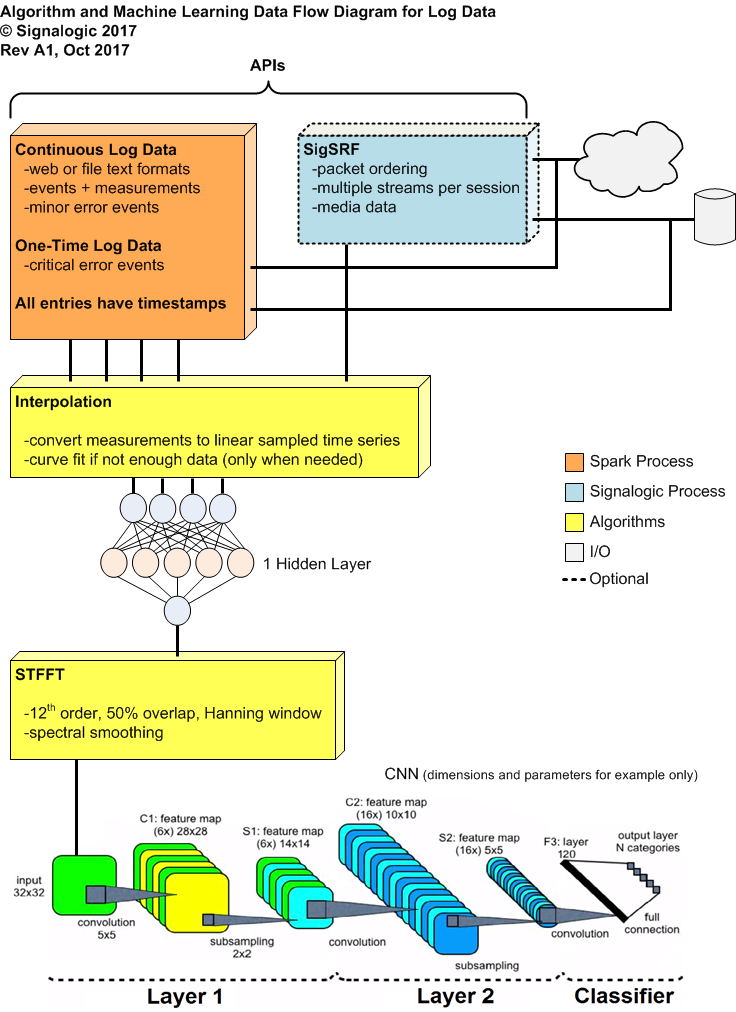 Algorithm and Machine Learning Data Flow Diagram for Log Data
© Signalogic 2017
Rev A1, Oct 2017
APIs
Continuous Log Data
-web or file text formats
-events + measurements
-minor error events
One-Time Log Data
-critical error events
All entries have timestamps
SigSRF
-packet ordering
-multiple streams per session
-media data
Interpolation
-convert measurements to linear sampled time series
-curve fit if not enough data (only when needed)
Spark Process
Signalogic Process
Algorithms
I/O
Optional
1 Hidden Layer
STFFT
-12th order, 50% overlap, Hanning window
-spectral smoothing
CNN (dimensions and parameters for example only)
input
32x32
convolution
5x5
C1: feature map
(6x) 28x28
subsampling
2x2
S1: feature map
(6x) 14x14
convolution
C2: feature map
(16x) 10x10
subsampling
S2: feature map
(16x) 5x5
convolution
F3: layer
120
output layer
N categories
full
connection
Layer 1
Layer 2
Classifier